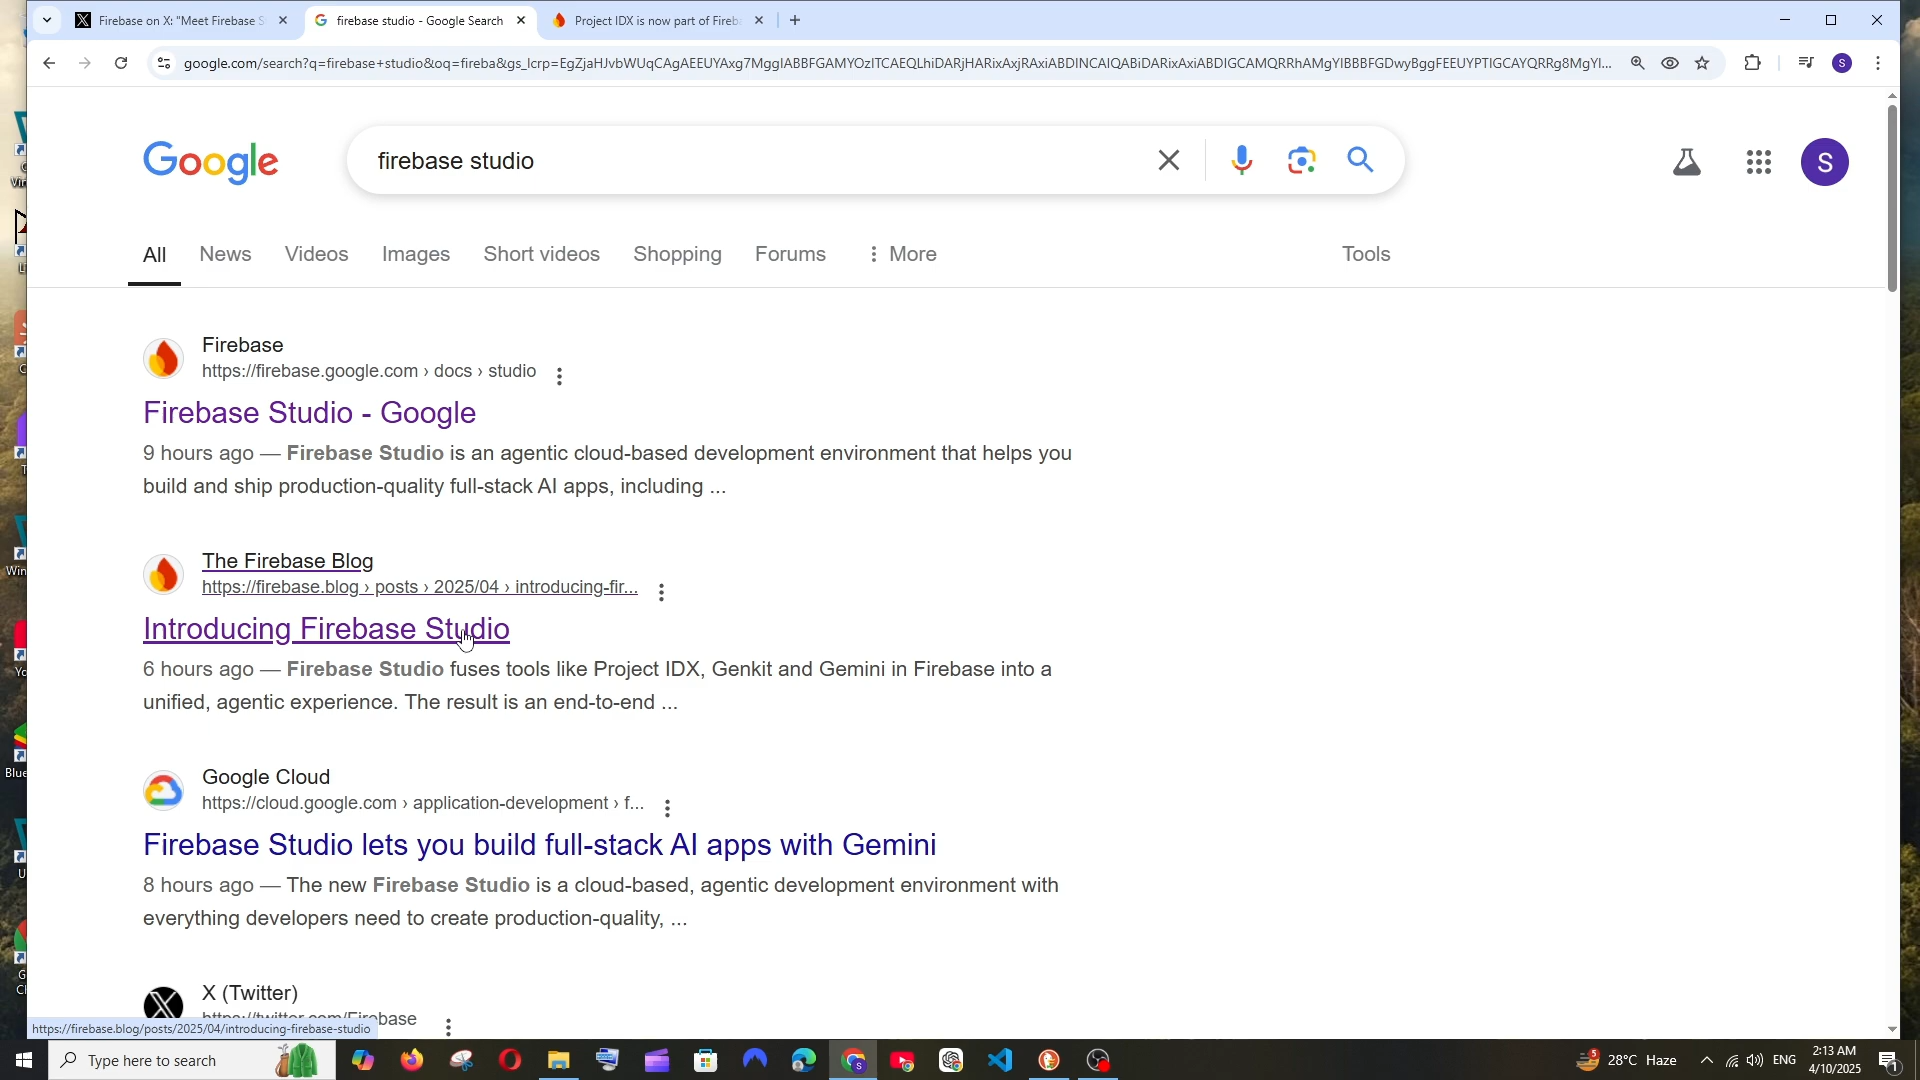 Firebase on X: "Meet Firebase S
firebase studio - Google Search
Project IDX is now part of Fireb
google.com/search?q=firebase+studio&oq=fireba&gs_lcrp=
S
Google
firebase studio
S
All
News
Videos
Images
Short videos
Shopping
Forums
More
Tools
Firebase
https://firebase.google.com › docs › studio
Firebase Studio - Google
9 hours ago — Firebase Studio is an agentic cloud-based development environment that helps you
build and ship production-quality full-stack AI apps, including ...
The Firebase Blog
https://firebase.blog › posts › 2025/04 › introducing-fir...
Introducing Firebase Studio
6 hours ago — Firebase Studio fuses tools like Project IDX, Genkit and Gemini in Firebase into a
unified, agentic experience. The result is an end-to-end ...
Google Cloud
https://cloud.google.com › application-development › f...
Firebase Studio lets you build full-stack AI apps with Gemini
8 hours ago — The new Firebase Studio is a cloud-based, agentic development environment with
everything developers need to create production-quality, ...
X (Twitter)
https://twitter.com/Firebase
https://firebase.blog/posts/2025/04/introducing-firebase-studio
Type here to search
5
28°C Haze
ENG
2:13 AM
4/10/2025
1